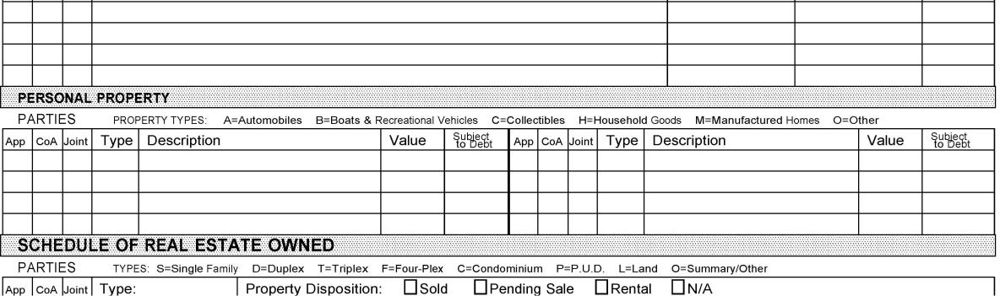 PERSONAL PROPERTY
PARTIES PROPERTY TYPES: A=Automobiles B=Boats & Recreational Vehicles C=Collectibles H=Household Goods M=Manufactured Homes O=Other
App CoA Joint Type Description Value Subject to Debt App CoA Joint Type Description Value Subject to Debt
SCHEDULE OF REAL ESTATE OWNED
PARTIES TYPES: S=Single Family D=Duplex T=Triplex F=Four-Plex C=Condominium P=P.U.D. L=Land O=Summary/Other
App CoA Joint Type: Property Disposition: Sold Pending Sale Rental N/A